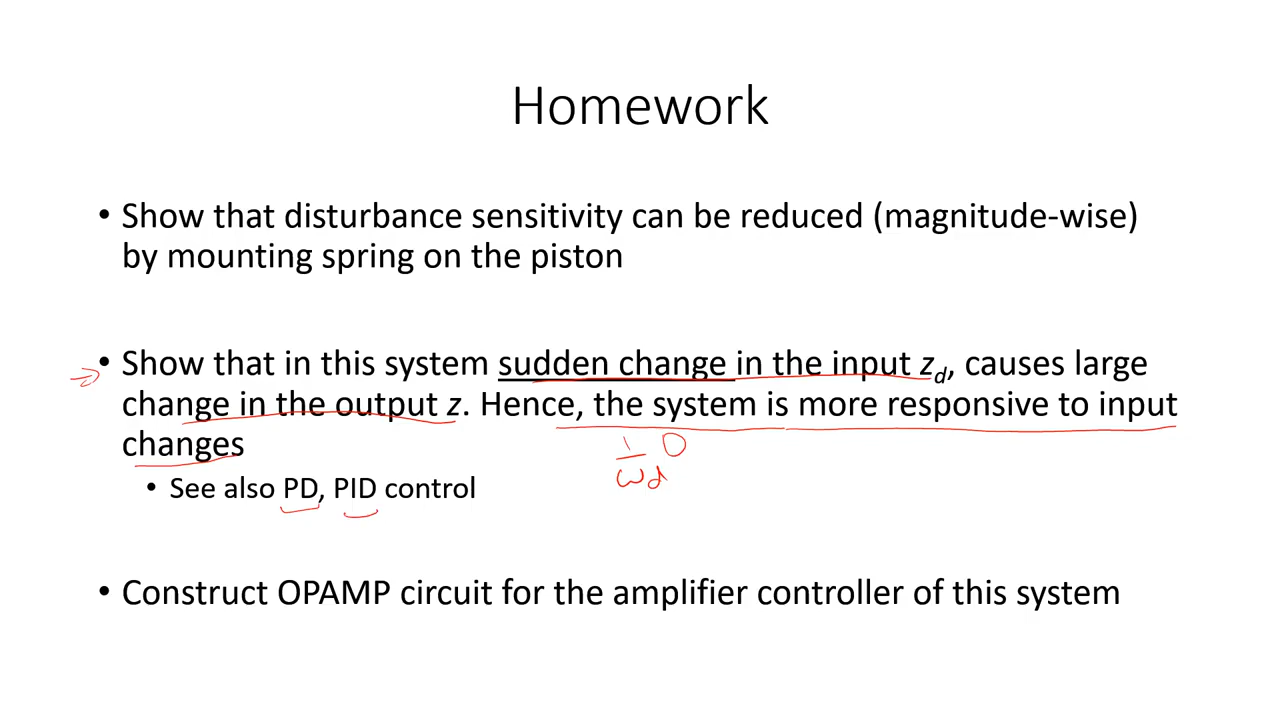 Homework
• Show that disturbance sensitivity can be reduced (magnitude-wise)
by mounting spring on the piston
• Show that in this system sudden change in the input z_d, causes large
change in the output z. Hence, the system is more responsive to input
changes
1/ωd D
• See also PD, PID control
• Construct OPAMP circuit for the amplifier controller of this system